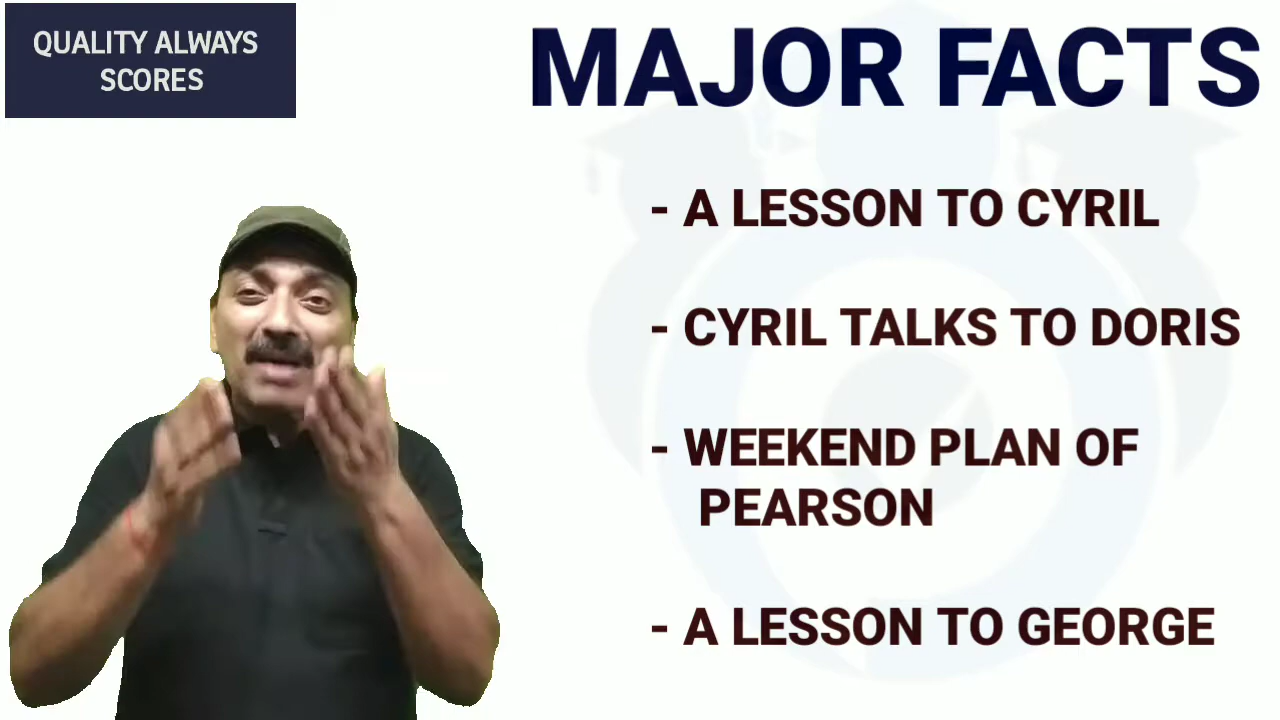 QUALITY ALWAYS
SCORES
MAJOR FACTS
- A LESSON TO CYRIL
- CYRIL TALKS TO DORIS
- WEEKEND PLAN OF
PEARSON
- A LESSON TO GEORGE